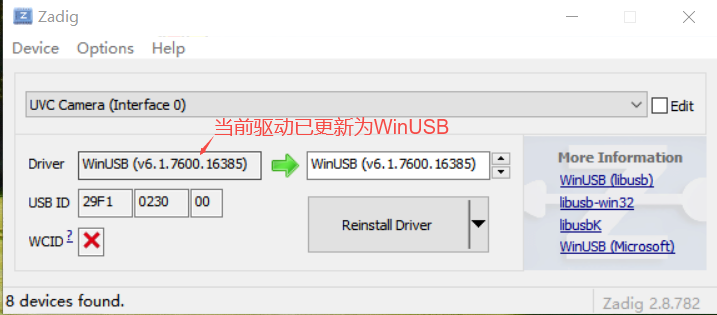 Zadig
Device Options Help
UVC Camera (Interface 0)
Edit
当前驱动已更新为WinUSB
Driver WinUSB (v6.1.7600.16385) WinUSB (v6.1.7600.16385)
USB ID 29F1 0230 00
WCID ?
Reinstall Driver
More Information
WinUSB (libusb)
libusb-win32
libusbK
WinUSB (Microsoft)
8 devices found.
Zadig 2.8.782